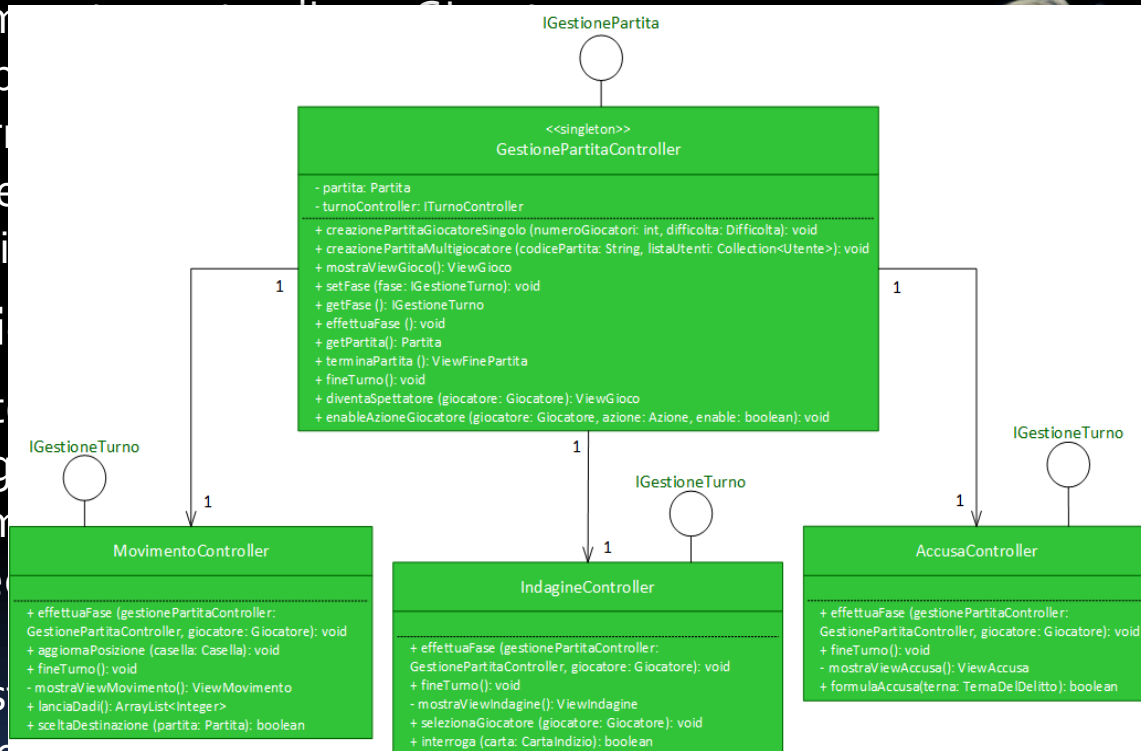 IGestionePartita
<<singleton>>
GestionePartitaController
- partita: Partita
- turnoController: ITurnoController
+ creazionePartitaGiocatoreSingolo (numeroGiocatori: int, difficolta: Difficolta): void
+ creazionePartitaMultigiocatore (codicePartita: String, listaUtenti: Collection<Utente>): void
+ mostraViewGioco(): ViewGioco
+ setFase (fase: IGestioneTurno): void
+ getFase (): IGestioneTurno
+ effettuaFase (): void
+ getPartita(): Partita
+ terminaPartita (): ViewFinePartita
+ fineTurno(): void
+ diventaSpettatore (giocatore: Giocatore): ViewGioco
+ enableAzioneGiocatore (giocatore: Giocatore, azione: Azione, enable: boolean): void
1
1
1
IGestioneTurno
1
MovimentoController
+ effettuaFase (gestionePartitaController:
GestionePartitaController, giocatore: Giocatore): void
+ aggiornaPosizione (casella: Casella): void
+ fineTurno(): void
- mostraViewMovimento(): ViewMovimento
+ lanciaDadi(): ArrayList<Integer>
+ sceltaDestinazione (partita: Partita): boolean
IGestioneTurno
1
IndagineController
+ effettuaFase (gestionePartitaController:
GestionePartitaController, giocatore: Giocatore): void
+ fineTurno(): void
- mostraViewIndagine(): ViewIndagine
+ selezionaGiocatore (giocatore: Giocatore): void
+ interroga (carta: CartaIndizio): boolean
IGestioneTurno
1
AccusaController
+ effettuaFase (gestionePartitaController:
GestionePartitaController, giocatore: Giocatore): void
+ fineTurno(): void
- mostraViewAccusa(): ViewAccusa
+ formulaAccusa(terna: TernaDelDelitto): boolean